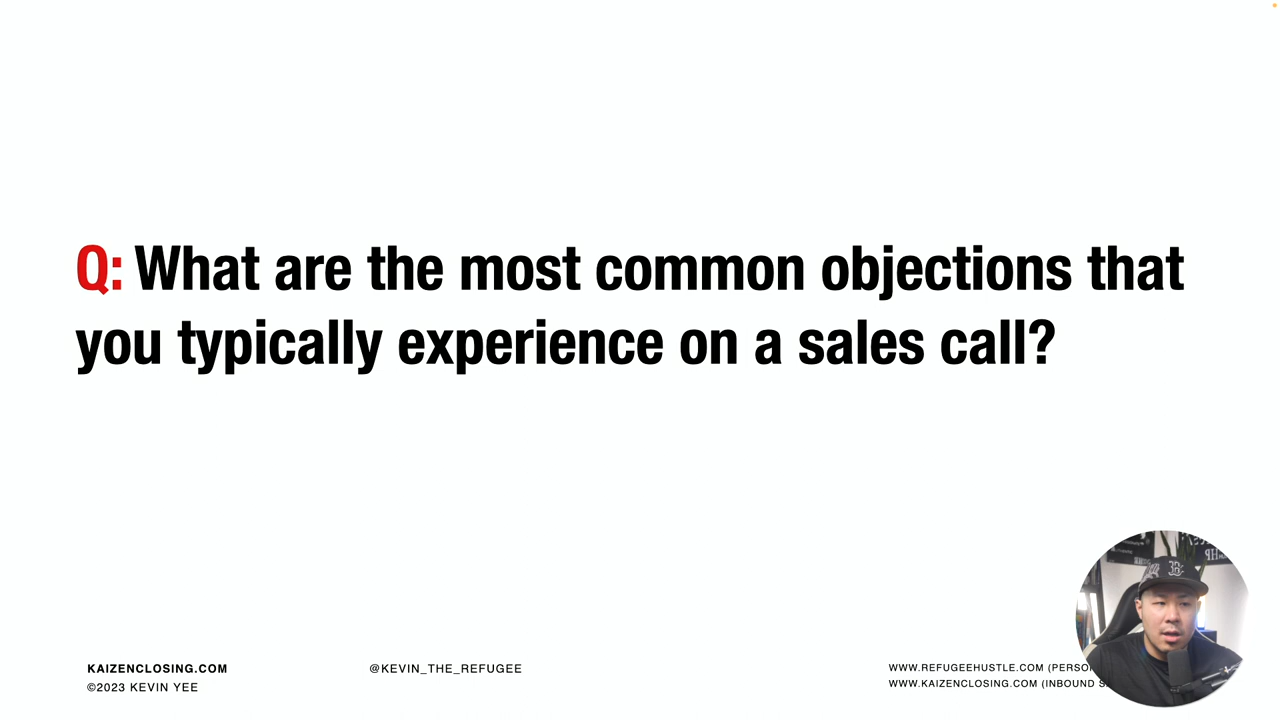 Q: What are the most common objections that
you typically experience on a sales call?
KAIZENCLOSING.COM
©2023 KEVIN YEE
@KEVIN_THE_REFUGEE
WWW.REFUGEEHUSTLE.COM
WWW.KAIZENCLOSING.COM (INBOUND